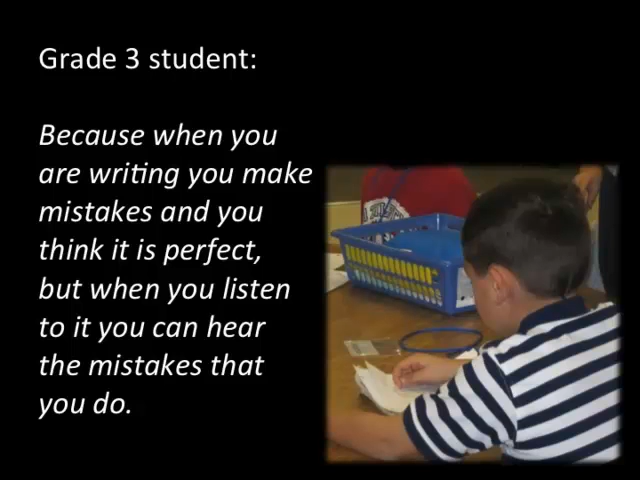 Grade 3 student:
Because when you
are writing you make
mistakes and you
think it is perfect,
but when you listen
to it you can hear
the mistakes that
you do.